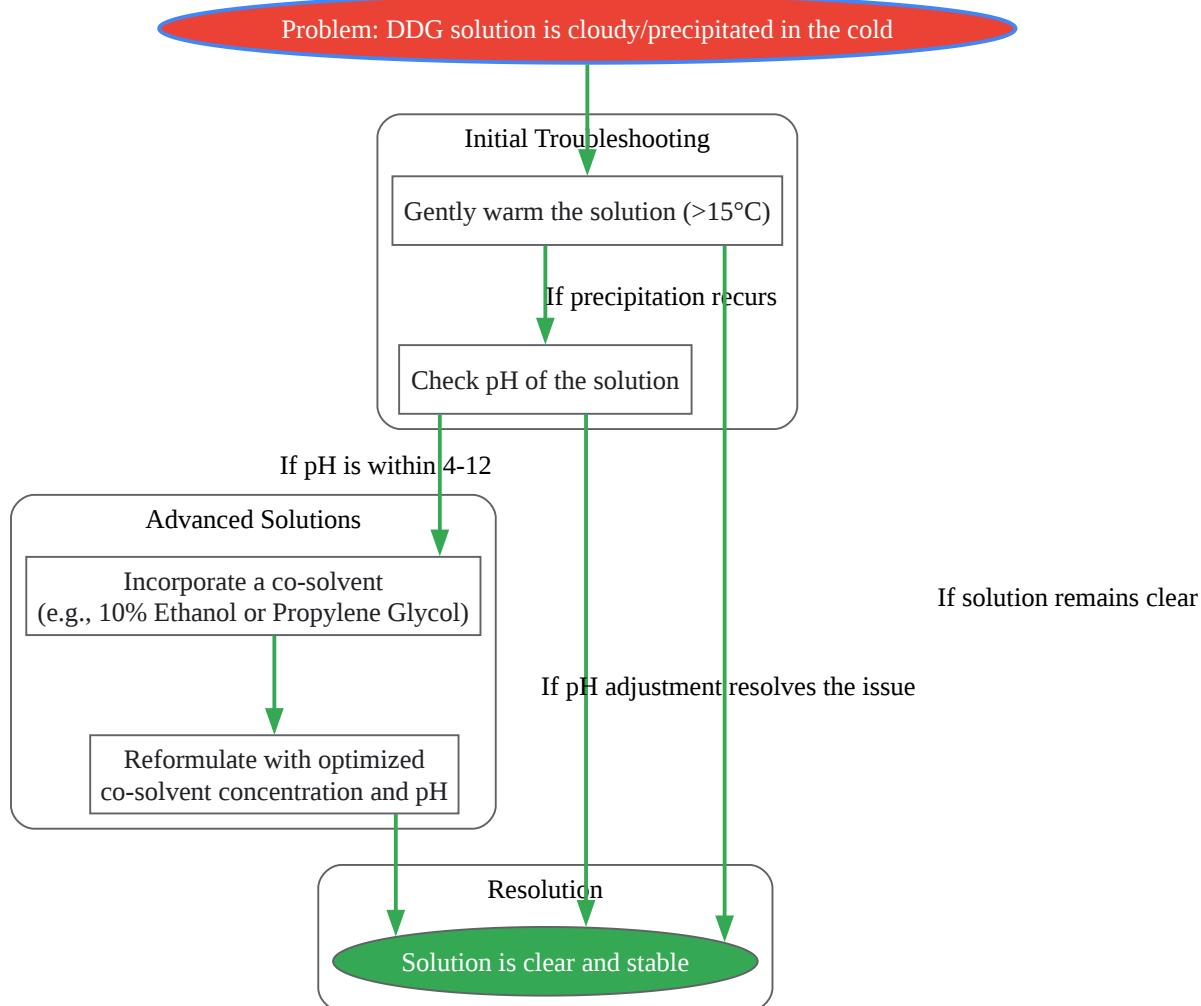 Problem: DDG solution is cloudy/precipitated in the cold
Initial Troubleshooting
Gently warm the solution (>15°C)
If precipitation recurs
Check pH of the solution
If pH is within 4-12
Advanced Solutions
Incorporate a co-solvent
(e.g., 10% Ethanol or Propylene Glycol)
If solution remains clear
If pH adjustment resolves the issue
Reformulate with optimized
co-solvent concentration and pH
Resolution
Solution is clear and stable